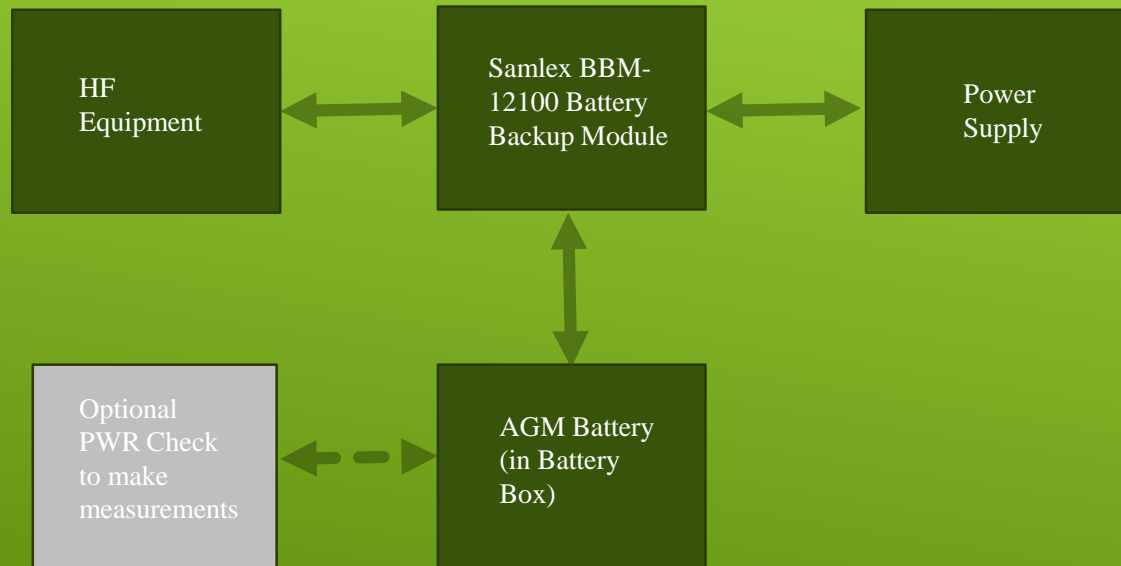 HF
Equipment
Samlex BBM-
12100 Battery
Backup Module
Power
Supply
Optional
PWR Check
to make
measurements
AGM Battery
(in Battery
Box)